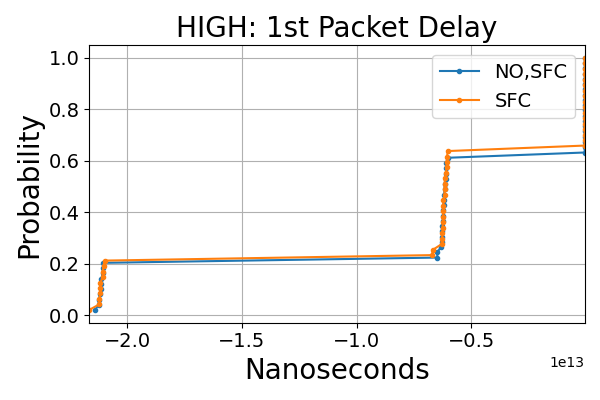 HIGH: 1st Packet Delay
Probability
1.0
0.8
0.6
0.4
0.2
0.0
NO,SFC
SFC
−2.0 −1.5 −1.0 −0.5
1e13
Nanoseconds